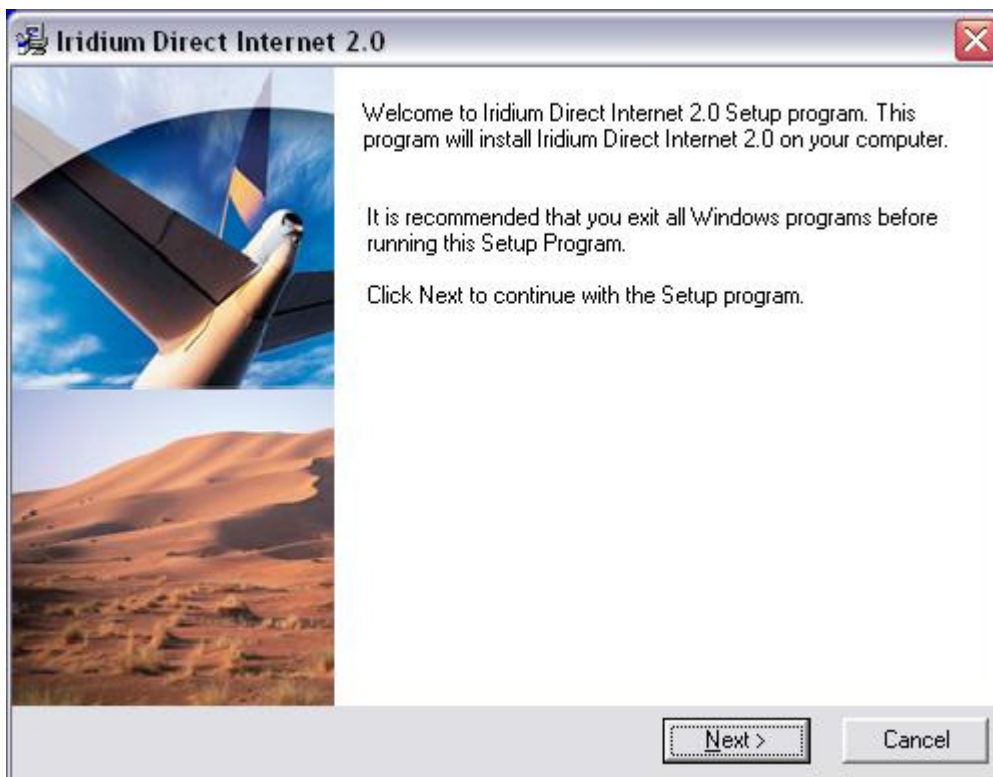 Iridium Direct Internet 2.0
Welcome to Iridium Direct Internet 2.0 Setup program. This
program will install Iridium Direct Internet 2.0 on your computer.
It is recommended that you exit all Windows programs before
running this Setup Program.
Click Next to continue with the Setup program.
Next >
Cancel